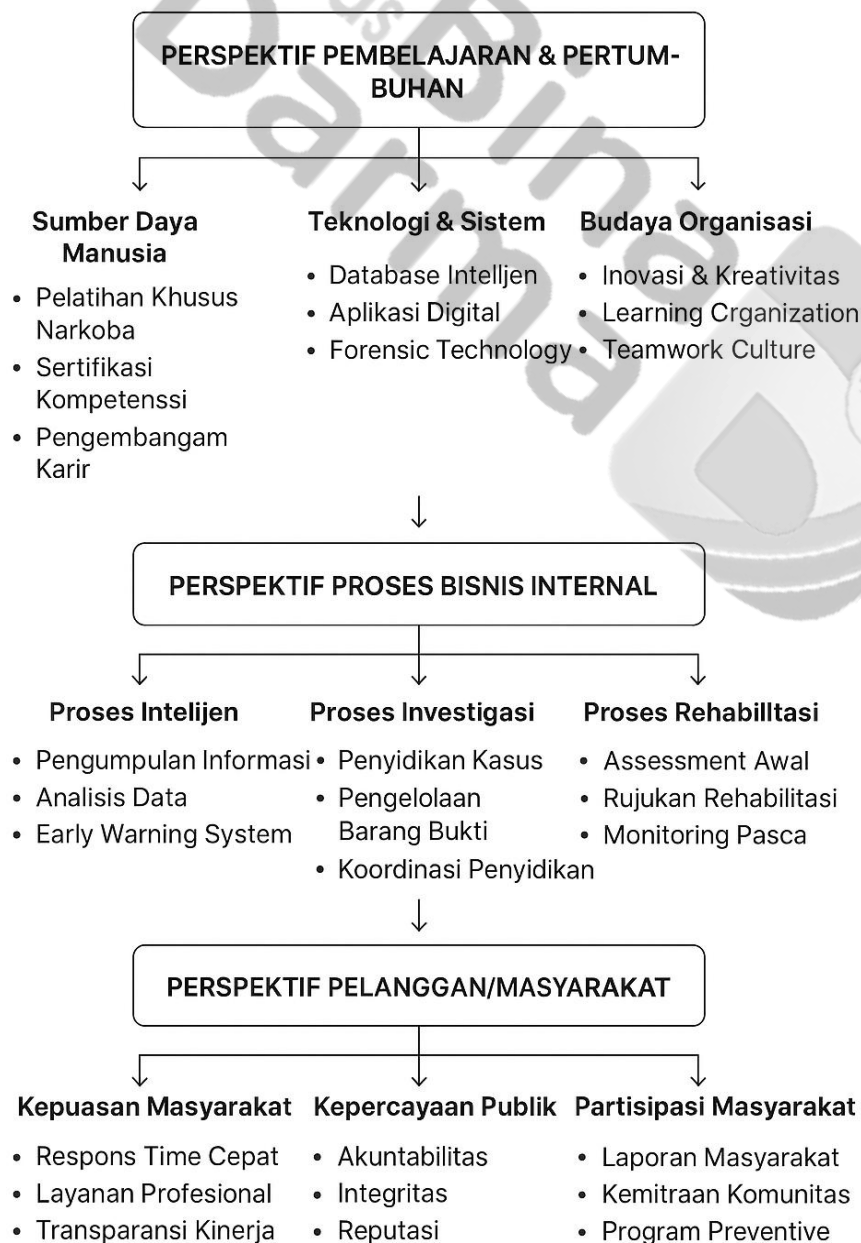 PERSPEKTIF PEMBELAJARAN & PERTUM-
BUHAN
Sumber Daya
Manusia
• Pelatihan Khusus
Narkoba
• Sertifikasi
Kompetenssi
• Pengembangam
Karir
Teknologi & Sistem
• Database Intelljen
• Aplikasi Digital
• Forensic Technology
Budaya Organisasi
• Inovasi & Kreativitas
• Learning Crganization
• Teamwork Culture
PERSPEKTIF PROSES BISNIS INTERNAL
Proses Intelijen
• Pengumpulan Informasi
• Analisis Data
• Early Warning System
Proses Investigasi
• Penyidikan Kasus
• Pengelolaan
Barang Bukti
• Koordinasi Penyidikan
Proses Rehabilltasi
• Assessment Awal
• Rujukan Rehabilitasi
• Monitoring Pasca
PERSPEKTIF PELANGGAN/MASYARAKAT
Kepuasan Masyarakat
• Respons Time Cepat
• Layanan Profesional
• Transparansi Kinerja
Kepercayaan Publik
• Akuntabilitas
• Integritas
• Reputasi
Partisipasi Masyarakat
• Laporan Masyarakat
• Kemitraan Komunitas
• Program Preventive
Bina
Darma